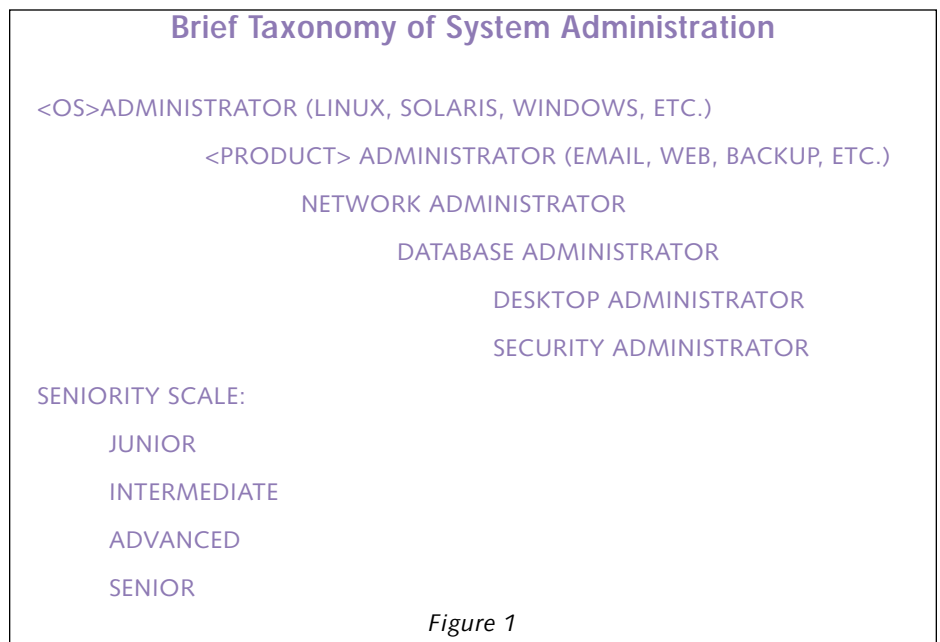 Brief Taxonomy of System Administration
<OS>ADMINISTRATOR (LINUX, SOLARIS, WINDOWS, ETC.)
<PRODUCT> ADMINISTRATOR (EMAIL, WEB, BACKUP, ETC.)
NETWORK ADMINISTRATOR
DATABASE ADMINISTRATOR
DESKTOP ADMINISTRATOR
SECURITY ADMINISTRATOR
SENIORITY SCALE:
JUNIOR
INTERMEDIATE
ADVANCED
SENIOR
Figure 1